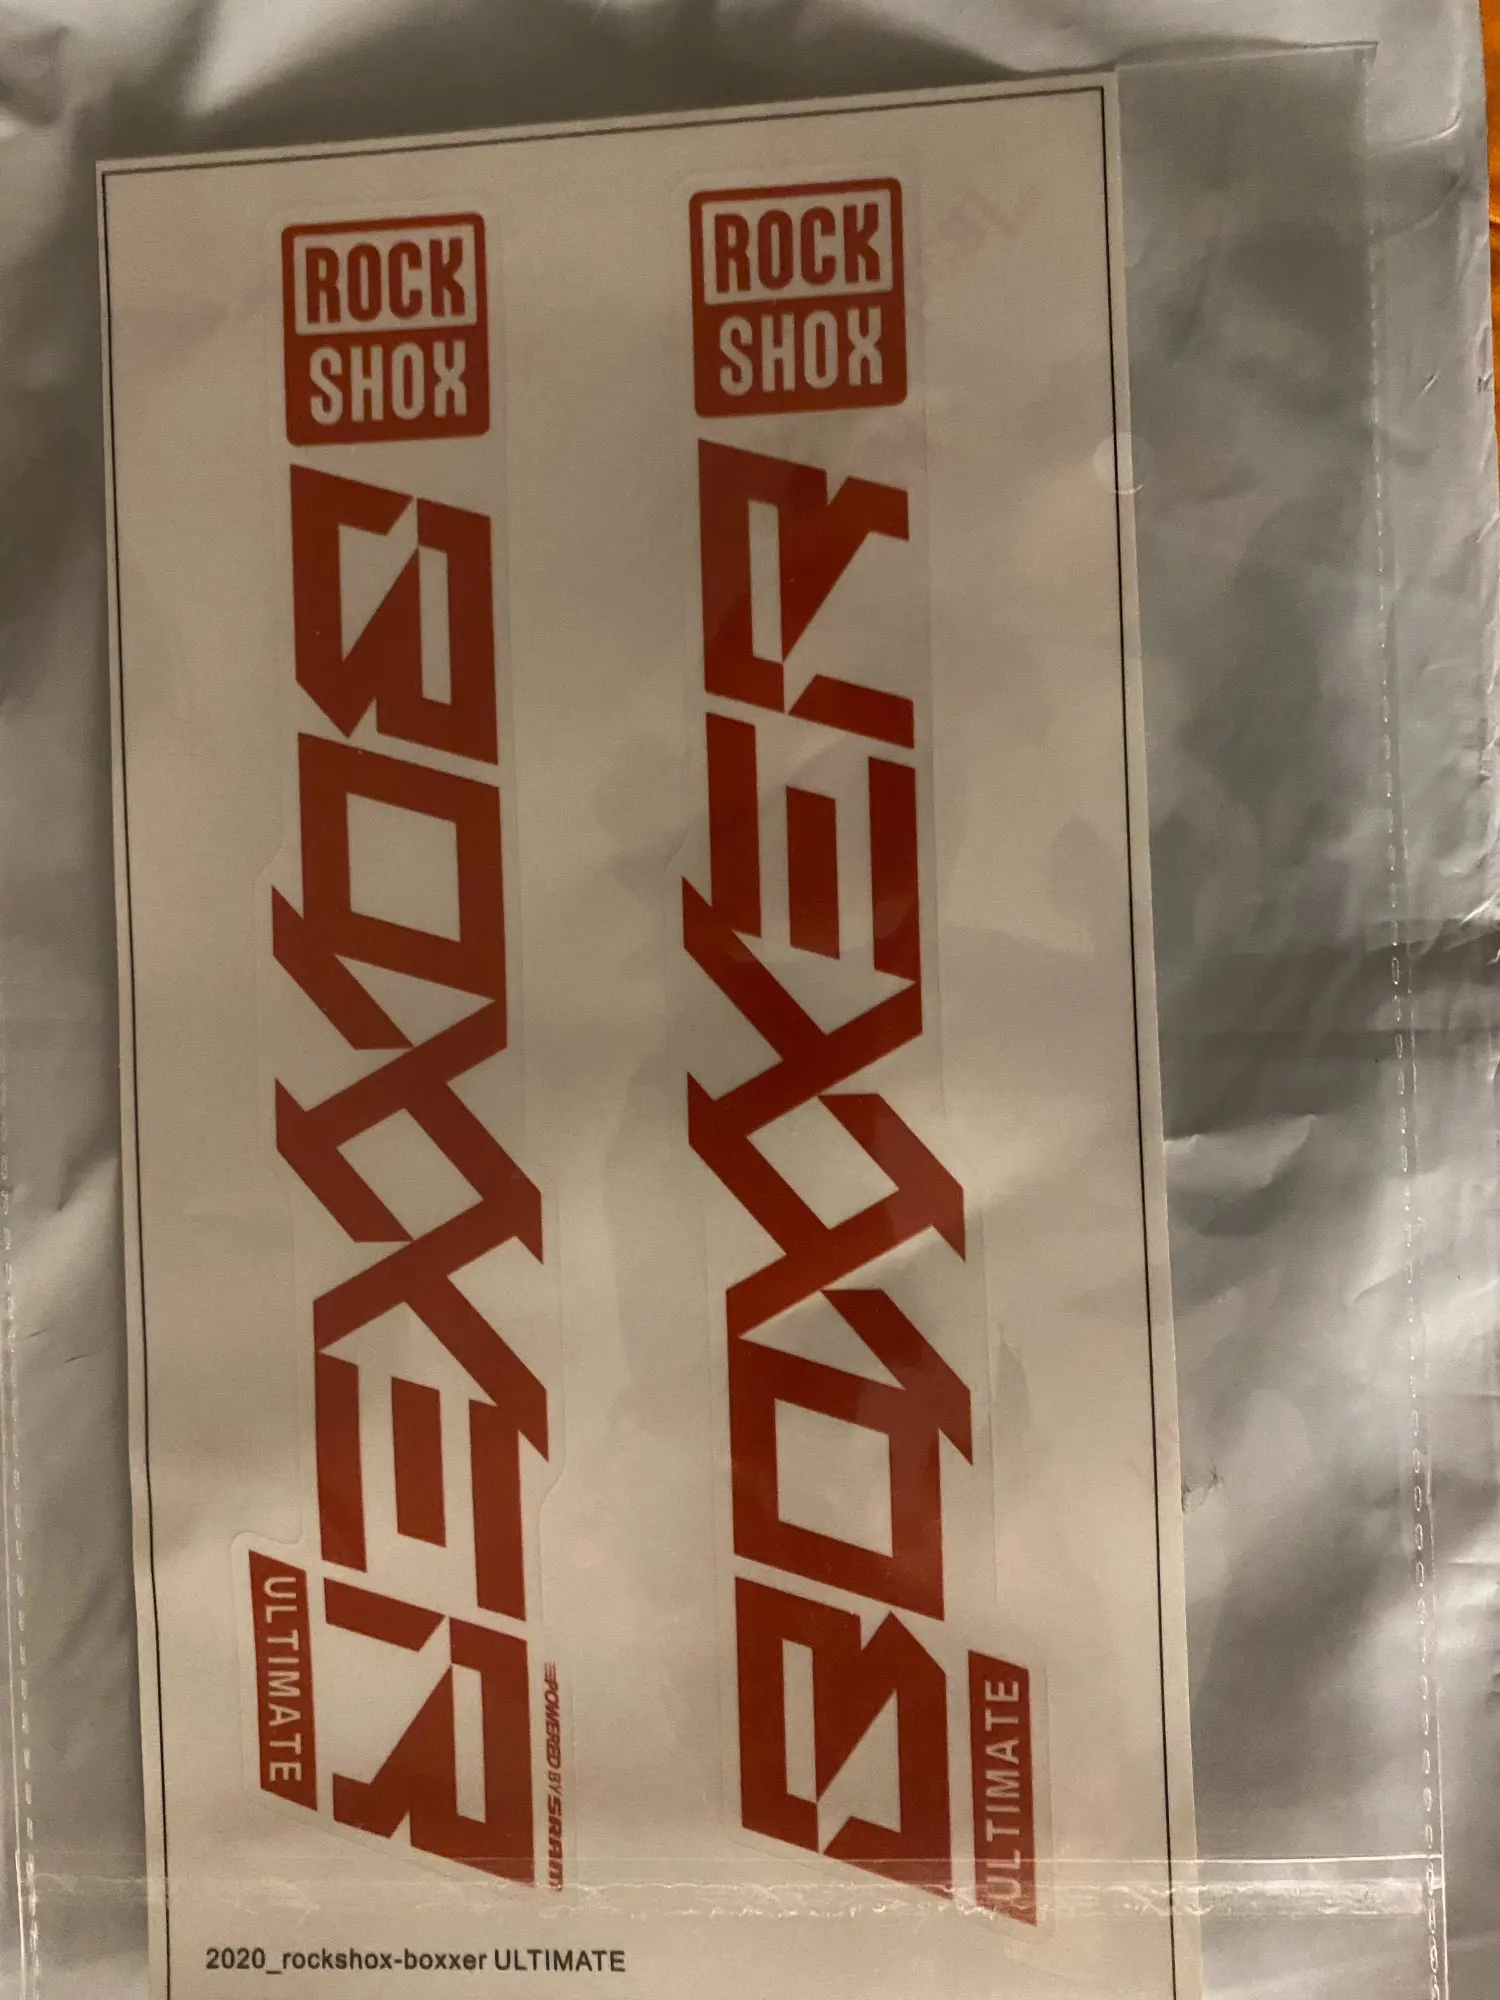 ROCK
SHOX
BOXXER
ULTIMATE
POWERED BY SRAM
ROCK
SHOX
BOXXER
ULTIMATE
2020_rockshox-boxxer ULTIMATE